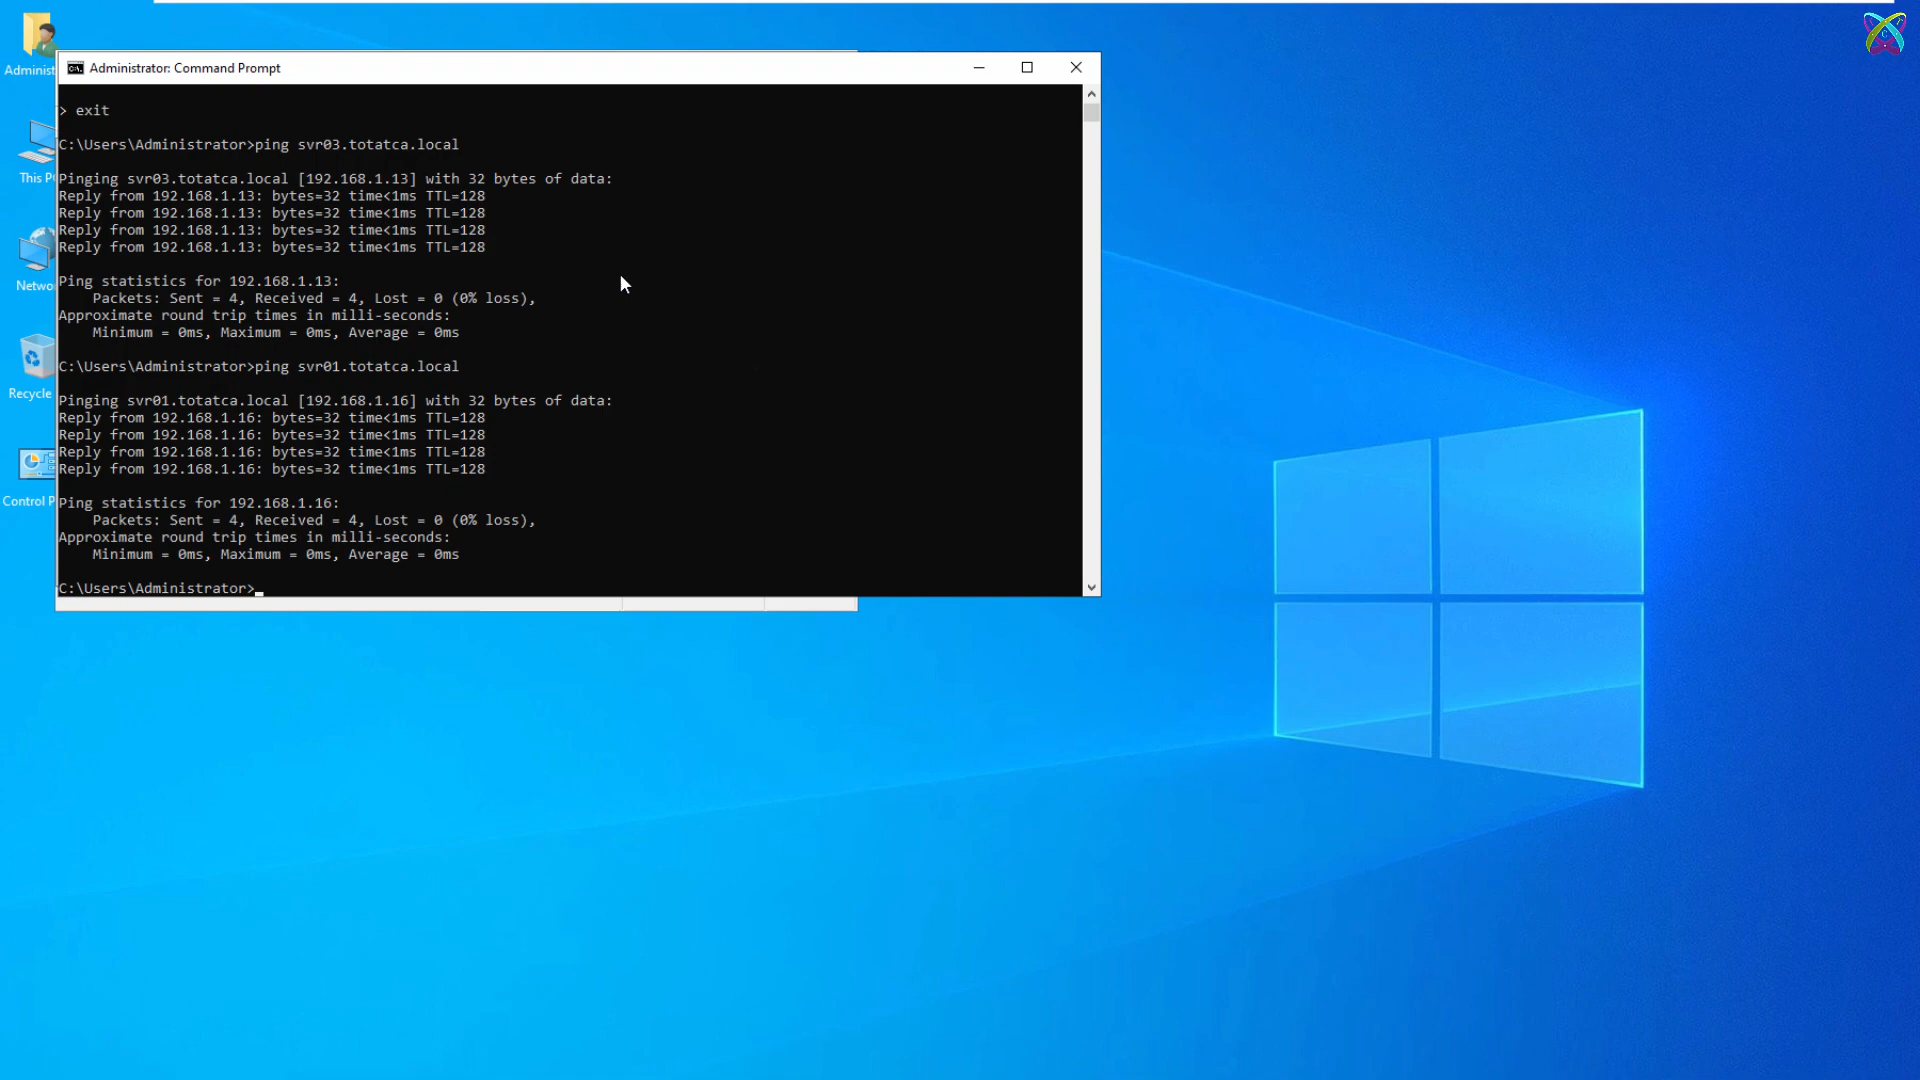 Administ
Administrator: Command Prompt
> exit
C:\Users\Administrator>ping svr03.totatca.local
Pinging svr03.totatca.local [192.168.1.13] with 32 bytes of data:
Reply from 192.168.1.13: bytes=32 time<1ms TTL=128
Reply from 192.168.1.13: bytes=32 time<1ms TTL=128
Reply from 192.168.1.13: bytes=32 time<1ms TTL=128
Reply from 192.168.1.13: bytes=32 time<1ms TTL=128
Ping statistics for 192.168.1.13:
    Packets: Sent = 4, Received = 4, Lost = 0 (0% loss),
Approximate round trip times in milli-seconds:
    Minimum = 0ms, Maximum = 0ms, Average = 0ms
C:\Users\Administrator>ping svr01.totatca.local
Pinging svr01.totatca.local [192.168.1.16] with 32 bytes of data:
Reply from 192.168.1.16: bytes=32 time<1ms TTL=128
Reply from 192.168.1.16: bytes=32 time<1ms TTL=128
Reply from 192.168.1.16: bytes=32 time<1ms TTL=128
Reply from 192.168.1.16: bytes=32 time<1ms TTL=128
Ping statistics for 192.168.1.16:
    Packets: Sent = 4, Received = 4, Lost = 0 (0% loss),
Approximate round trip times in milli-seconds:
    Minimum = 0ms, Maximum = 0ms, Average = 0ms
C:\Users\Administrator>
This P
Netwo
Recycle
Control P